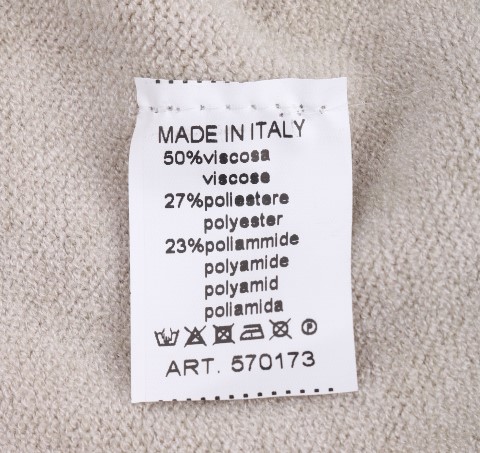 MADE IN ITALY
50%viscosa
viscose
27%poliestere
polyester
23%poliammide
polyamide
polyamid
poliamida
P
ART. 570173